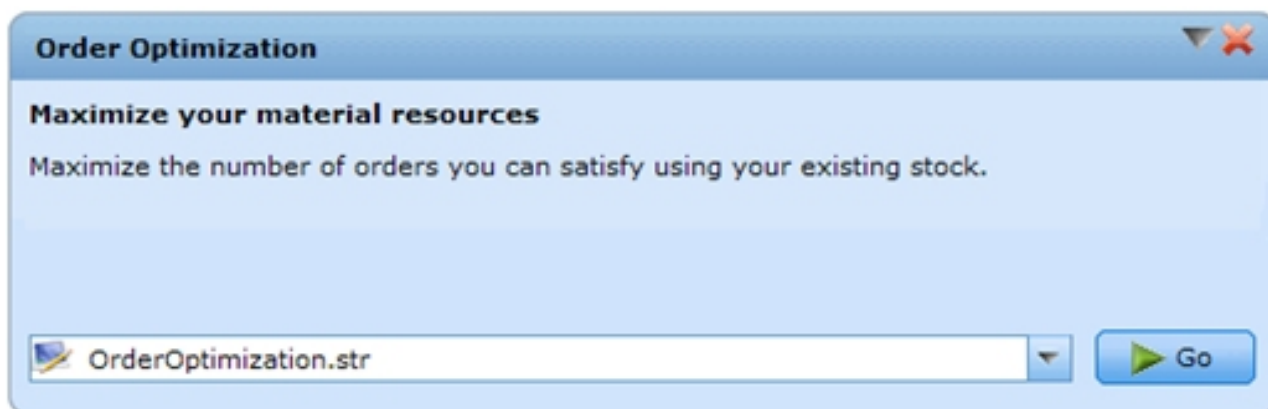 Order Optimization
Maximize your material resources
Maximize the number of orders you can satisfy using your existing stock.
OrderOptimization.str
Go